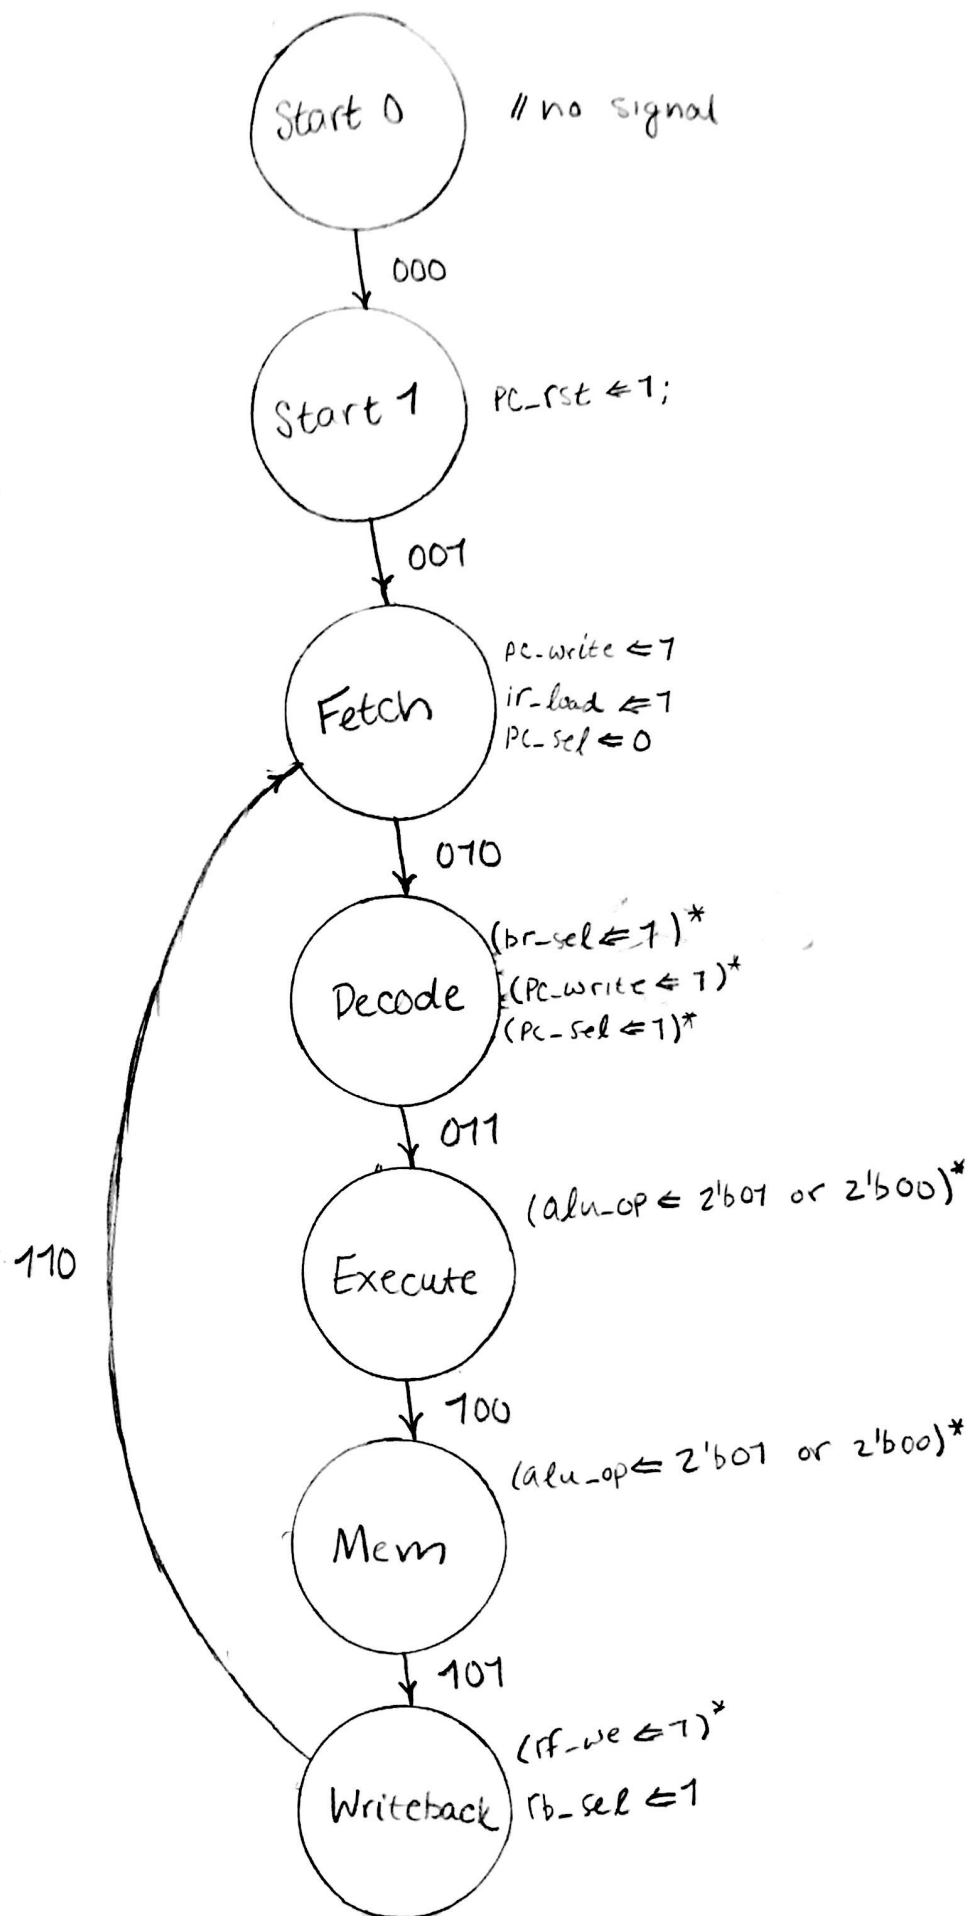 Start 0
// no signal
000
Start 1
PC_rst ⇐ 1;
001
Fetch
pc_write ⇐ 1
ir_load ⇐ 1
PC_sel ⇐ 0
010
Decode
(br_sel ⇐ 1)*
(PC_write ⇐ 1)*
(PC_sel ⇐ 1)*
011
Execute
(alu_op ⇐ 2'b01 or 2'b00)*
110
100
Mem
(alu_op ⇐ 2'b01 or 2'b00)*
101
Writeback
(rf_we ⇐ 1)*
rb_sel ⇐ 1